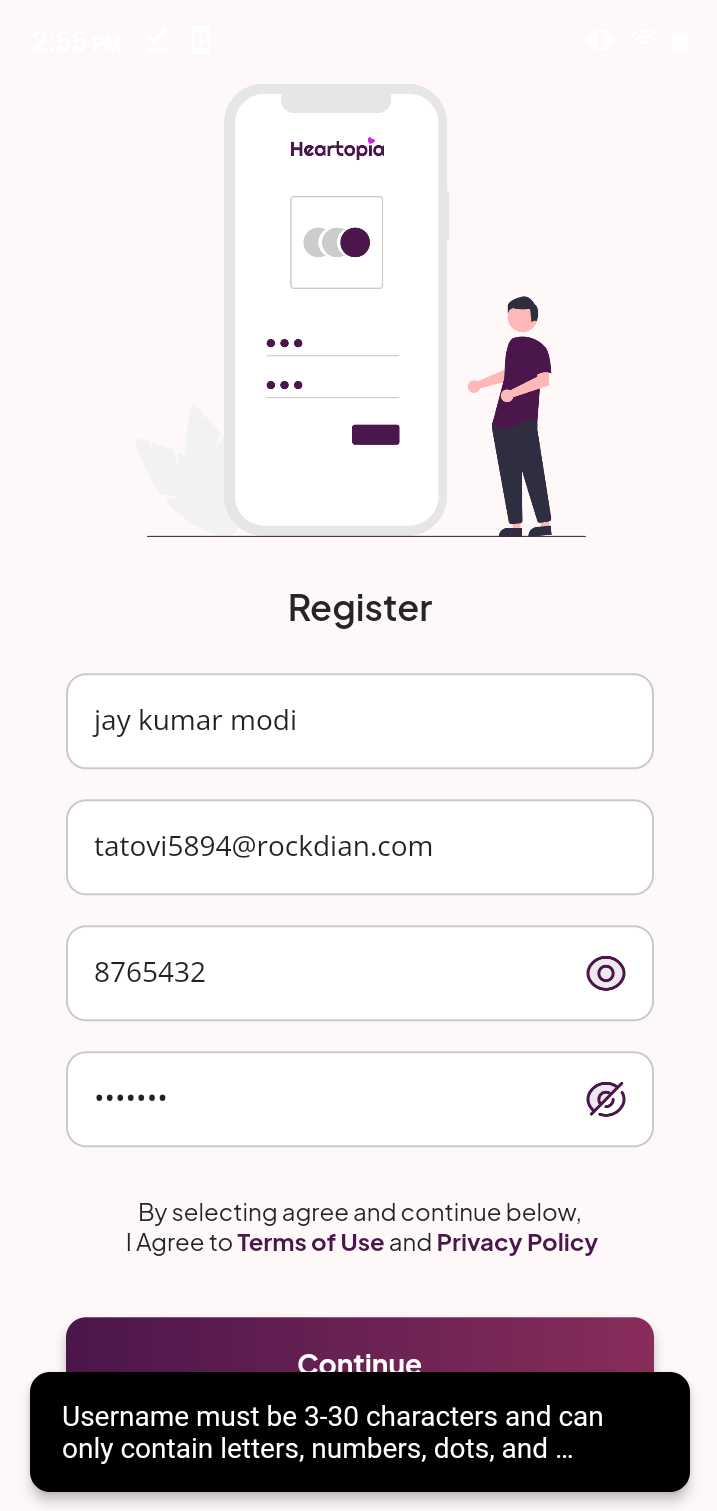 2:55 PM
Heartopia
Register
jay kumar modi
tatovi5894@rockdian.com
8765432
•••••••
By selecting agree and continue below,
I Agree to Terms of Use and Privacy Policy
Continue
Username must be 3-30 characters and can
only contain letters, numbers, dots, and ...